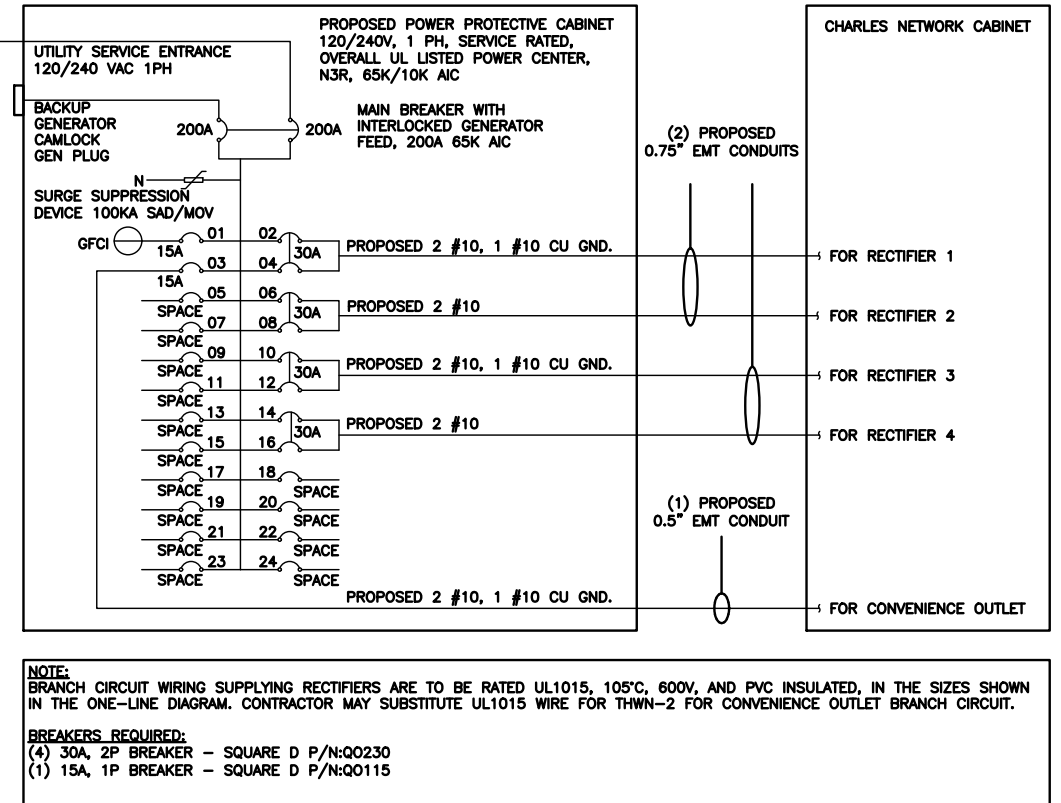 UTILITY SERVICE ENTRANCE
120/240 VAC 1PH
PROPOSED POWER PROTECTIVE CABINET
120/240V, 1 PH, SERVICE RATED,
OVERALL UL LISTED POWER CENTER,
N3R, 65K/10K AIC
CHARLES NETWORK CABINET
BACKUP
GENERATOR
CAMLOCK
GEN PLUG
200A
200A
MAIN BREAKER WITH
INTERLOCKED GENERATOR
FEED, 200A 65K AIC
(2) PROPOSED
0.75" EMT CONDUITS
N
SURGE SUPPRESSION
DEVICE 100KA SAD/MOV
GFCI
15A
01
02
30A
PROPOSED 2 #10, 1 #10 CU GND.
FOR RECTIFIER 1
15A
03
04
SPACE
05
06
30A
PROPOSED 2 #10
FOR RECTIFIER 2
SPACE
07
08
SPACE
09
10
30A
PROPOSED 2 #10, 1 #10 CU GND.
FOR RECTIFIER 3
SPACE
11
12
SPACE
13
14
30A
PROPOSED 2 #10
FOR RECTIFIER 4
SPACE
15
16
SPACE
17
18
SPACE
SPACE
19
20
SPACE
SPACE
21
22
SPACE
SPACE
23
24
SPACE
(1) PROPOSED
0.5" EMT CONDUIT
PROPOSED 2 #10, 1 #10 CU GND.
FOR CONVENIENCE OUTLET
NOTE:
BRANCH CIRCUIT WIRING SUPPLYING RECTIFIERS ARE TO BE RATED UL1015, 105°C, 600V, AND PVC INSULATED, IN THE SIZES SHOWN
IN THE ONE-LINE DIAGRAM. CONTRACTOR MAY SUBSTITUTE UL1015 WIRE FOR THWN-2 FOR CONVENIENCE OUTLET BRANCH CIRCUIT.
BREAKERS REQUIRED:
(4) 30A, 2P BREAKER - SQUARE D P/N:QO230
(1) 15A, 1P BREAKER - SQUARE D P/N:QO115